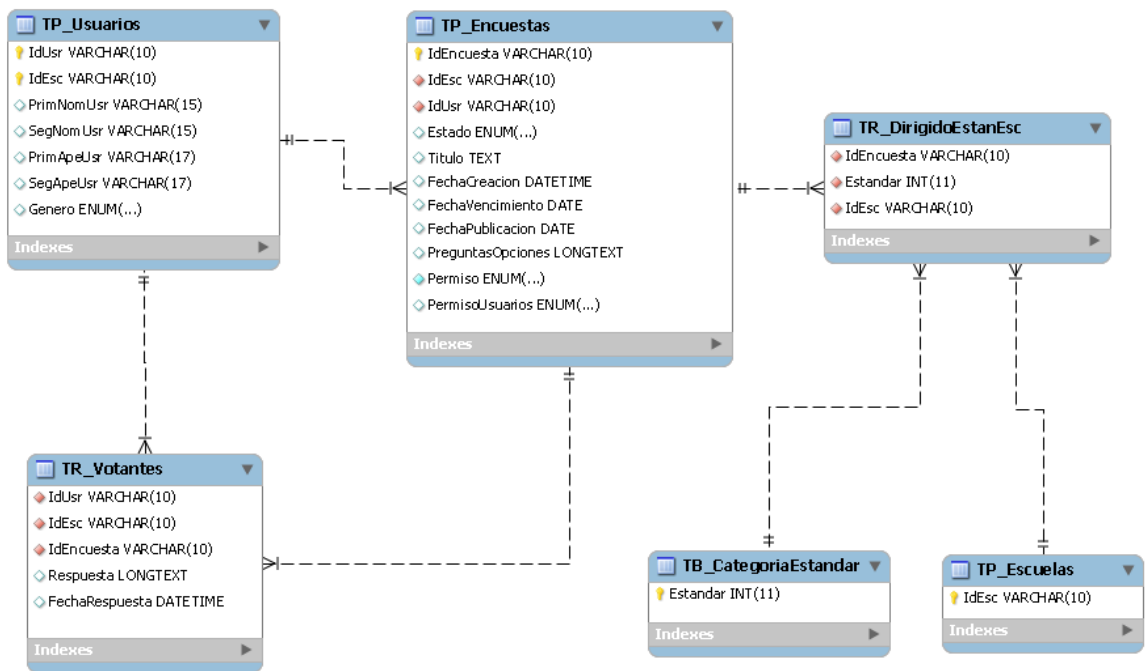 TP_Usuarios
IdUsr VARCHAR(10)
IdEsc VARCHAR(10)
PrimNomUsr VARCHAR(15)
SegNomUsr VARCHAR(15)
PrimApeUsr VARCHAR(17)
SegApeUsr VARCHAR(17)
Genero ENUM(...)
Indexes
TP_Encuestas
IdEncuesta VARCHAR(10)
IdEsc VARCHAR(10)
IdUsr VARCHAR(10)
Estado ENUM(...)
Titulo TEXT
FechaCreacion DATETIME
FechaVencimiento DATE
FechaPublicacion DATE
PreguntasOpciones LONGTEXT
Permiso ENUM(...)
PermisoUsuarios ENUM(...)
Indexes
TR_DirigidoEstanEsc
IdEncuesta VARCHAR(10)
Estandar INT(11)
IdEsc VARCHAR(10)
Indexes
TR_Votantes
IdUsr VARCHAR(10)
IdEsc VARCHAR(10)
IdEncuesta VARCHAR(10)
Respuesta LONGTEXT
FechaRespuesta DATETIME
Indexes
TB_CategoriaEstandar
Estandar INT(11)
Indexes
TP_Escuelas
IdEsc VARCHAR(10)
Indexes